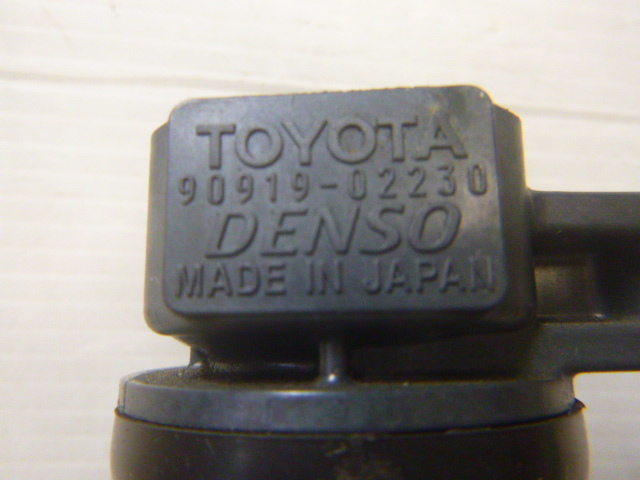 TOYOTA
90919-02230
DENSO
MADE IN JAPAN